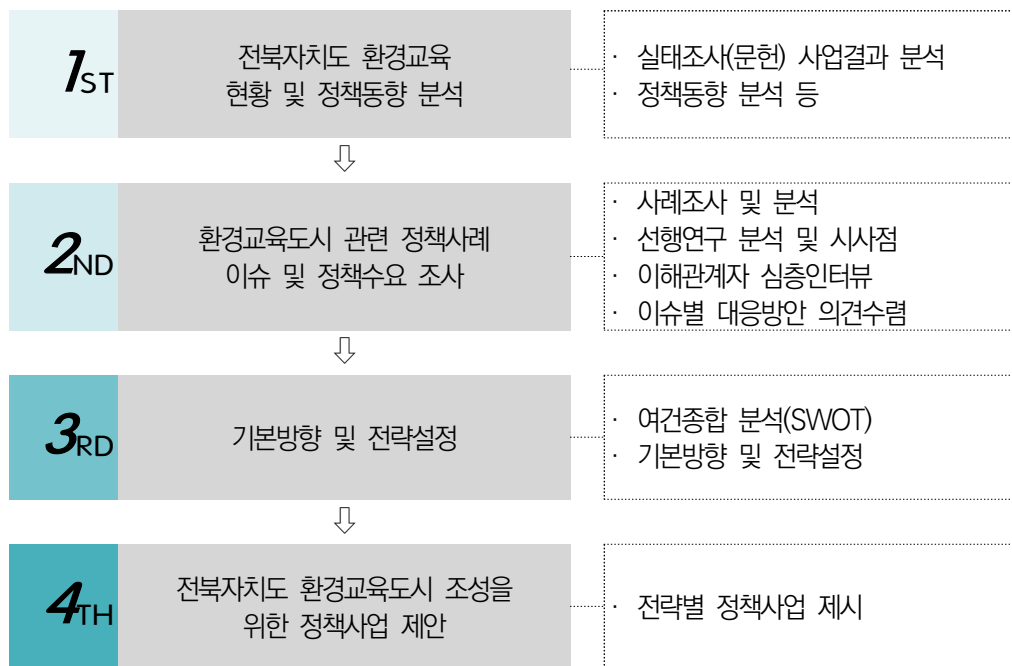 1ST
전북자치도 환경교육
현황 및 정책동향 분석
· 실태조사(문헌) 사업결과 분석
· 정책동향 분석 등
2ND
환경교육도시 관련 정책사례
이슈 및 정책수요 조사
· 사례조사 및 분석
· 선행연구 분석 및 시사점
· 이해관계자 심층인터뷰
· 이슈별 대응방안 의견수렴
3RD
기본방향 및 전략설정
· 여건종합 분석(SWOT)
· 기본방향 및 전략설정
4TH
전북자치도 환경교육도시 조성을
위한 정책사업 제안
· 전략별 정책사업 제시